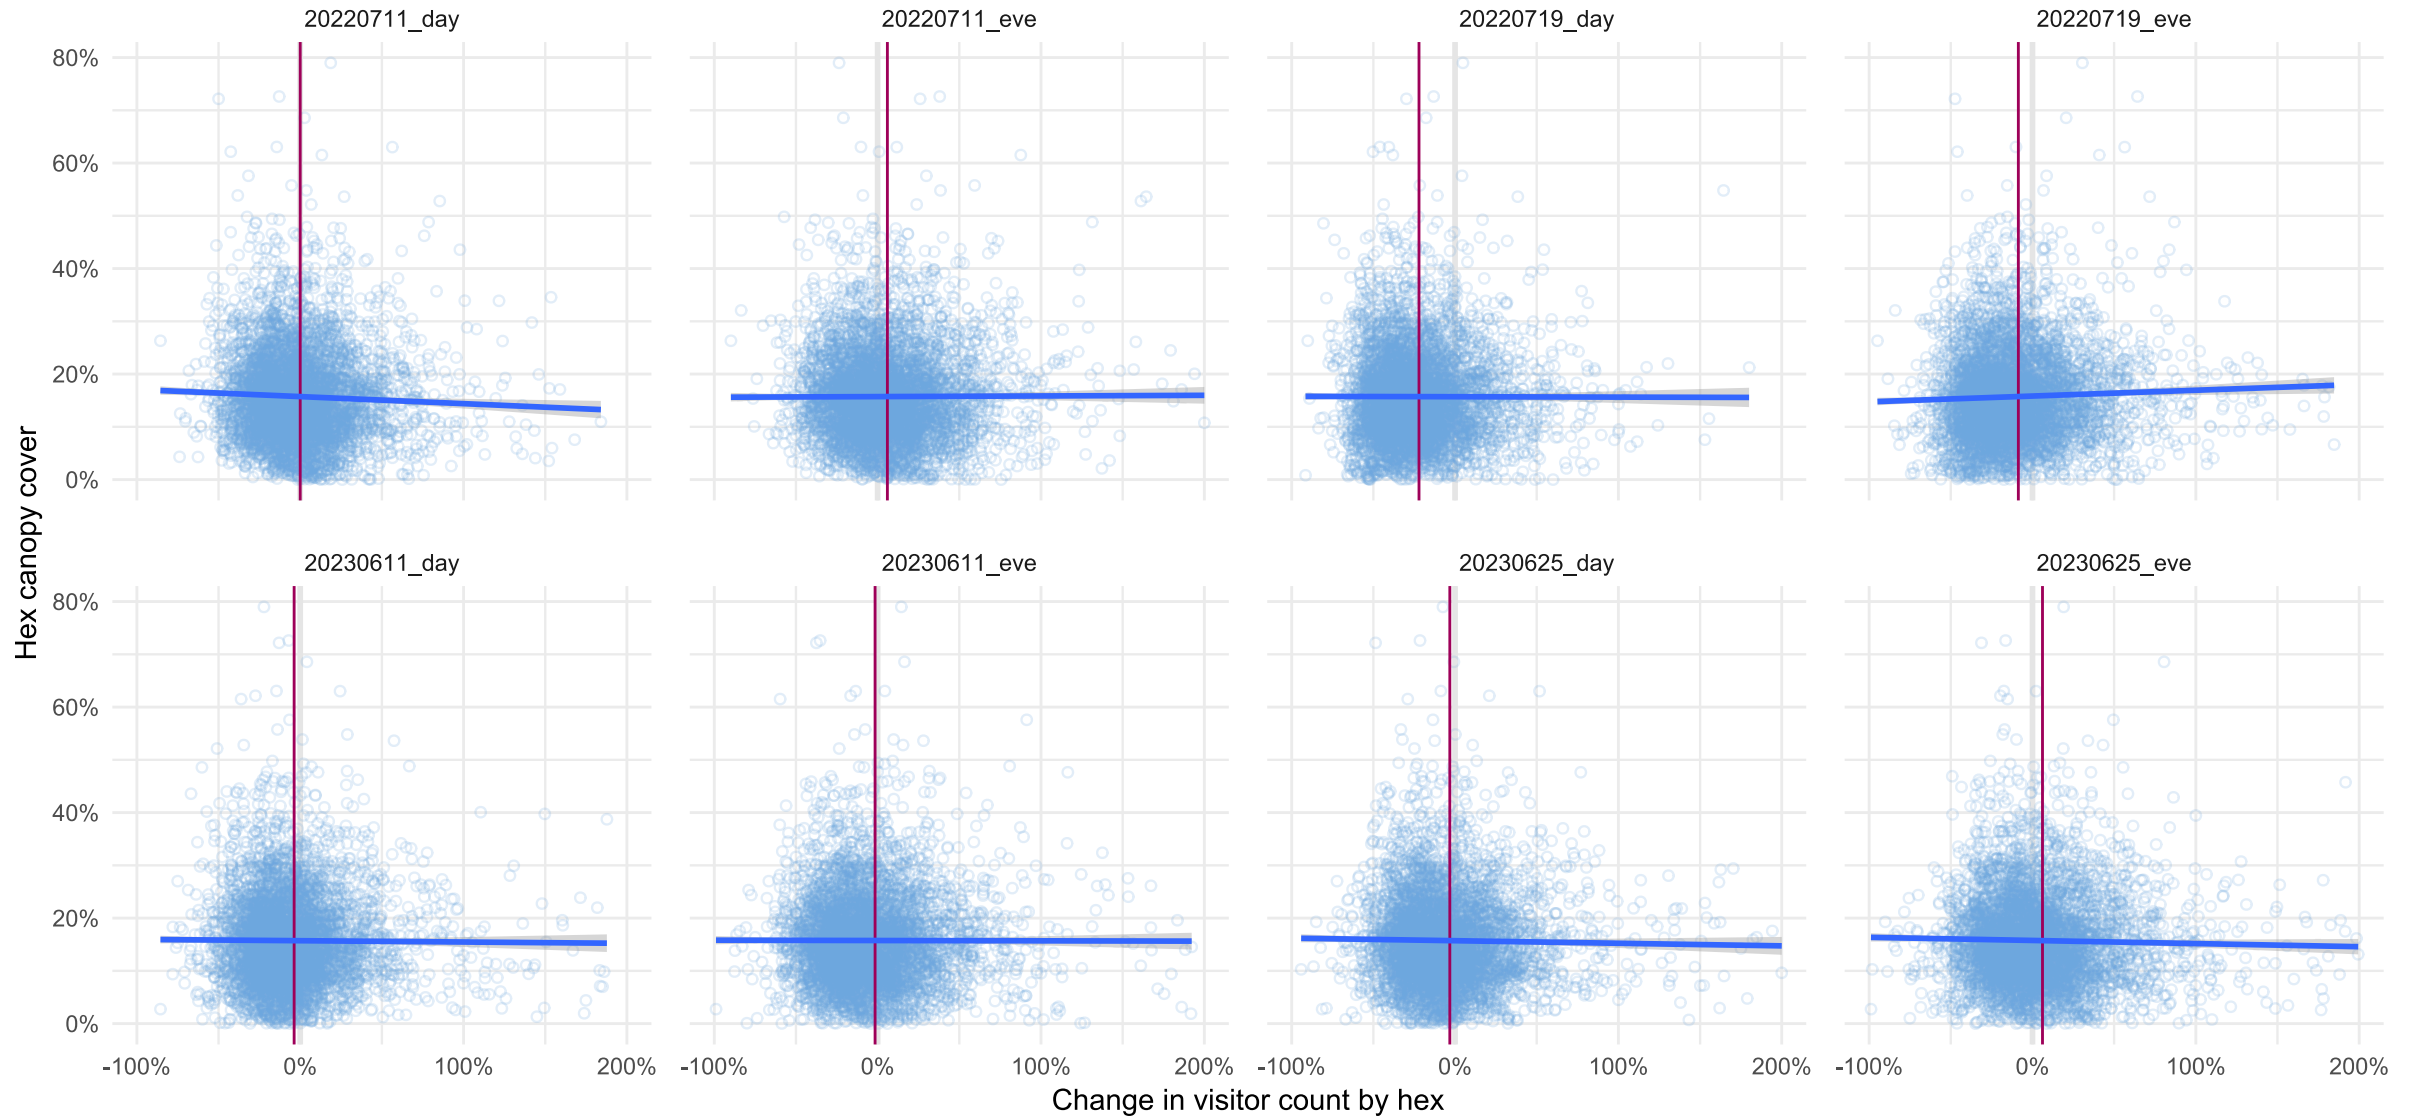 20220711_day
20220711_eve
20220719_day
20220719_eve
80%
60%
40%
20%
0%
Hex canopy cover
20230611_day
20230611_eve
20230625_day
20230625_eve
80%
60%
40%
20%
0%
-100% 0% 100% 200% -100% 0% 100% 200% -100% 0% 100% 200% -100% 0% 100% 200%
Change in visitor count by hex